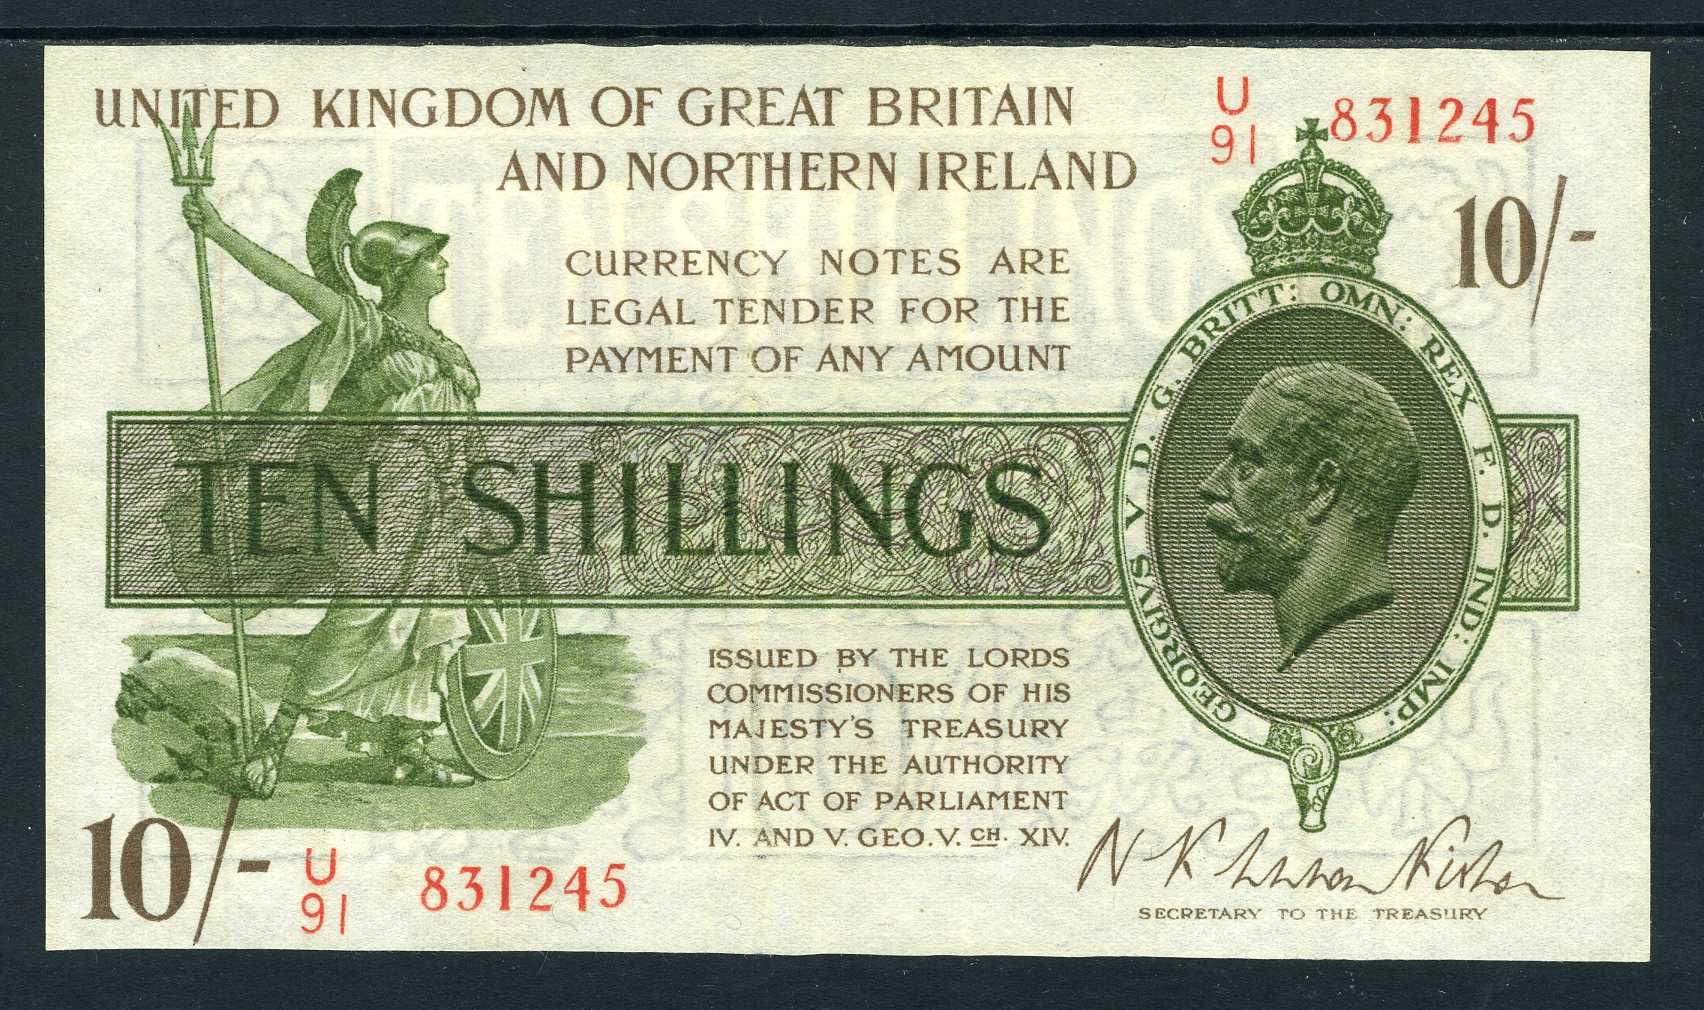 UNITED KINGDOM OF GREAT BRITAIN
AND NORTHERN IRELAND
U
91
831245
10/-
CURRENCY NOTES ARE
LEGAL TENDER FOR THE
PAYMENT OF ANY AMOUNT
GEORGIVS V D. G. BRITT: OMN: REX F. D. IND: IMP:
TEN SHILLINGS
ISSUED BY THE LORDS
COMMISSIONERS OF HIS
MAJESTY'S TREASURY
UNDER THE AUTHORITY
OF ACT OF PARLIAMENT
IV. AND V. GEO. V. CH. XIV.
10/-
U
91
831245
SECRETARY TO THE TREASURY